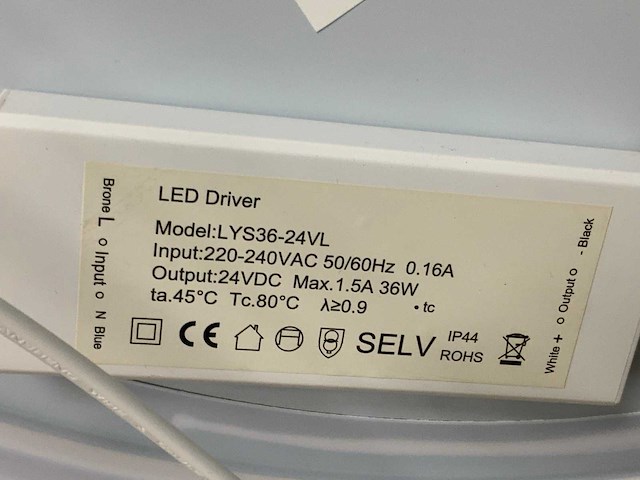 LED Driver
Model:LYS36-24VL
Input:220-240VAC 50/60Hz 0.16A
Output:24VDC Max.1.5A 36W
ta.45°C Tc.80°C λ≥0.9 •tc
CE SELV IP44
ROHS
Brone L o Input o N Blue
White + o Output o - Black